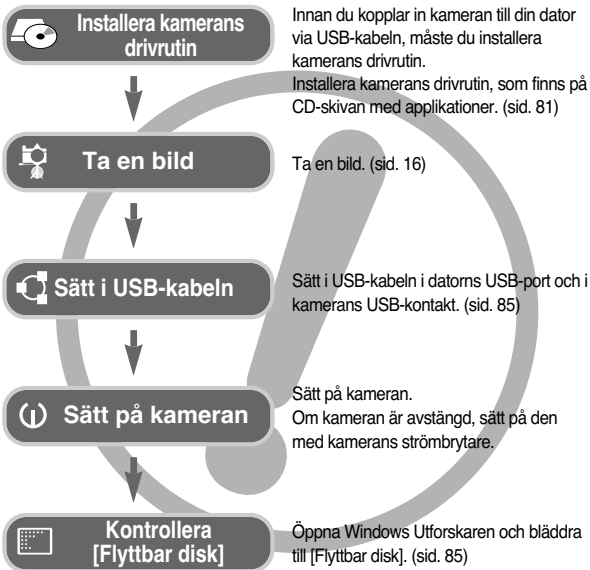 Installera kamerans
drivrutin
Innan du kopplar in kameran till din dator
via USB-kabeln, måste du installera
kamerans drivrutin.
Installera kamerans drivrutin, som finns på
CD-skivan med applikationer. (sid. 81)
Ta en bild
Ta en bild. (sid. 16)
Sätt i USB-kabeln
Sätt i USB-kabeln i datorns USB-port och i
kamerans USB-kontakt. (sid. 85)
Sätt på kameran
Sätt på kameran.
Om kameran är avstängd, sätt på den
med kamerans strömbrytare.
Kontrollera
[Flyttbar disk]
Öppna Windows Utforskaren och bläddra
till [Flyttbar disk]. (sid. 85)